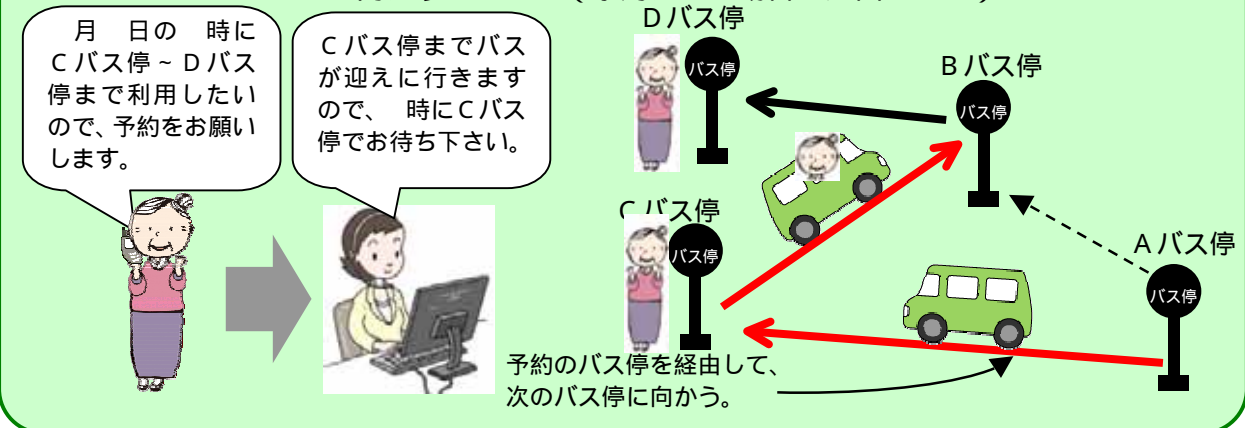 月 日の 時に
Cバス停~Dバス
停まで利用したい
ので、予約をお願い
します。
Cバス停までバス
が迎えに行きます
ので、 時にCバス
停でお待ち下さい。
Dバス停
バス停
Bバス停
バス停
Cバス停
バス停
Aバス停
バス停
予約のバス停を経由して、
次のバス停に向かう。